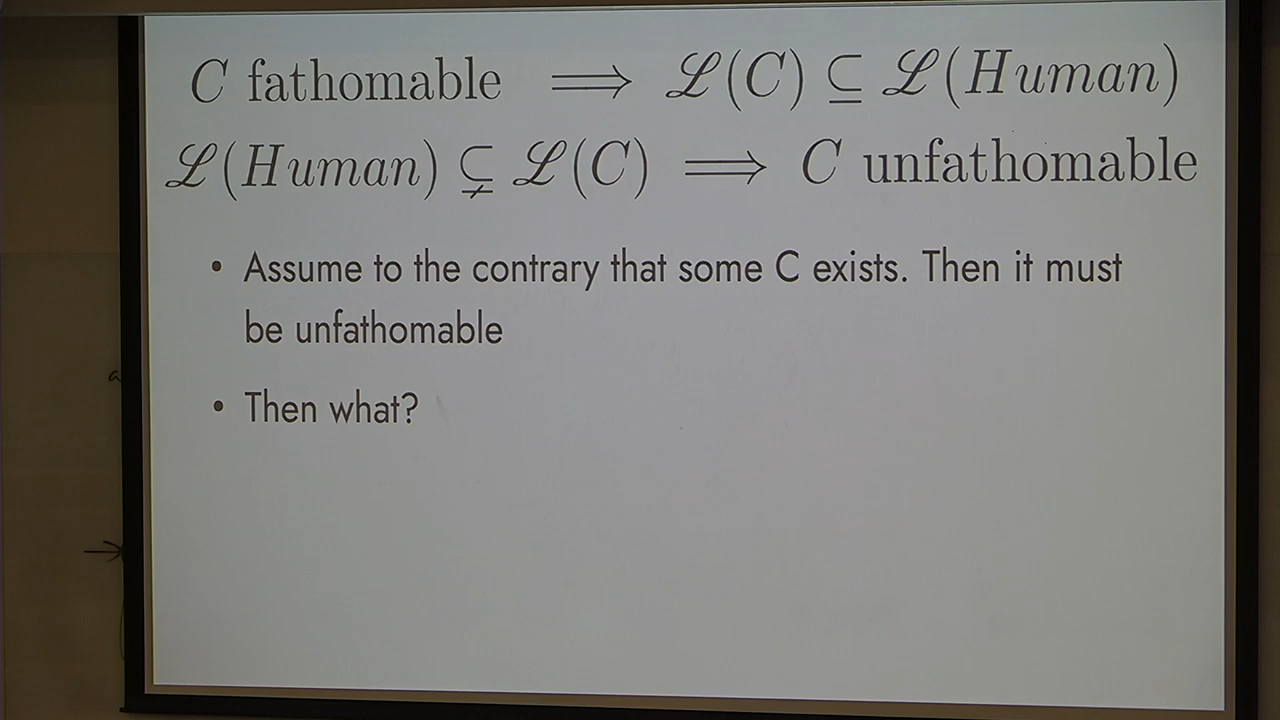 C fathomable ⟹ ℒ(C) ⊆ ℒ(Human)
ℒ(Human) ⊊ ℒ(C) ⟹ C unfathomable
• Assume to the contrary that some C exists. Then it must
be unfathomable
• Then what?